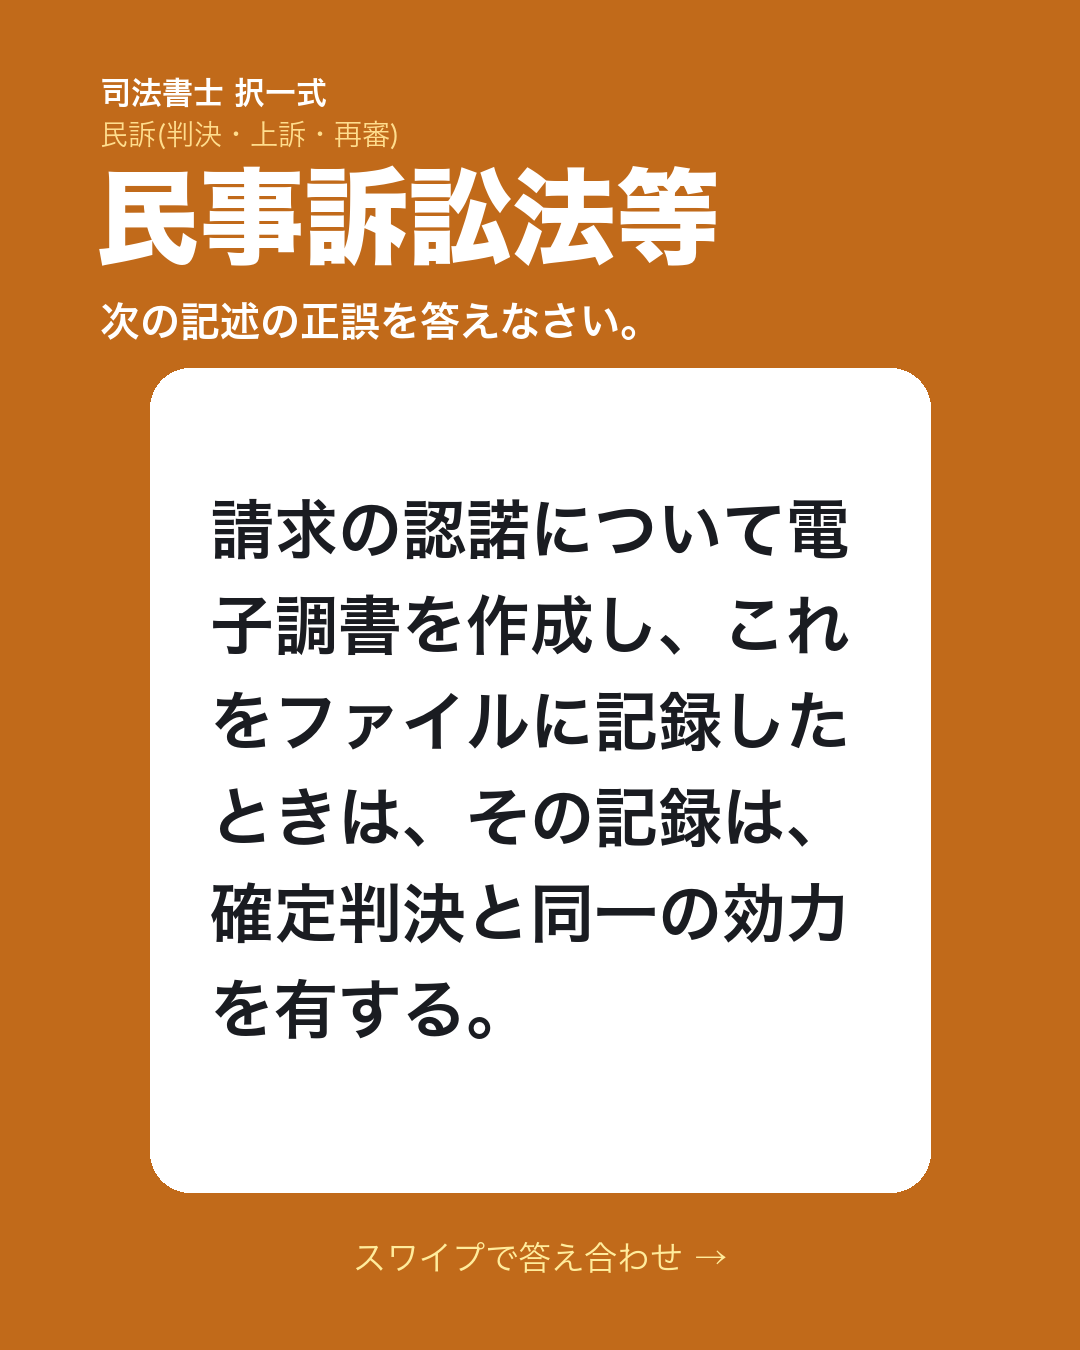 司法書士 択一式
民訴(判決・上訴・再審)
民事訴訟法等
次の記述の正誤を答えなさい。
請求の認諾について電
子調書を作成し、これ
をファイルに記録した
ときは、その記録は、
確定判決と同一の効力
を有する。
スワイプで答え合わせ →